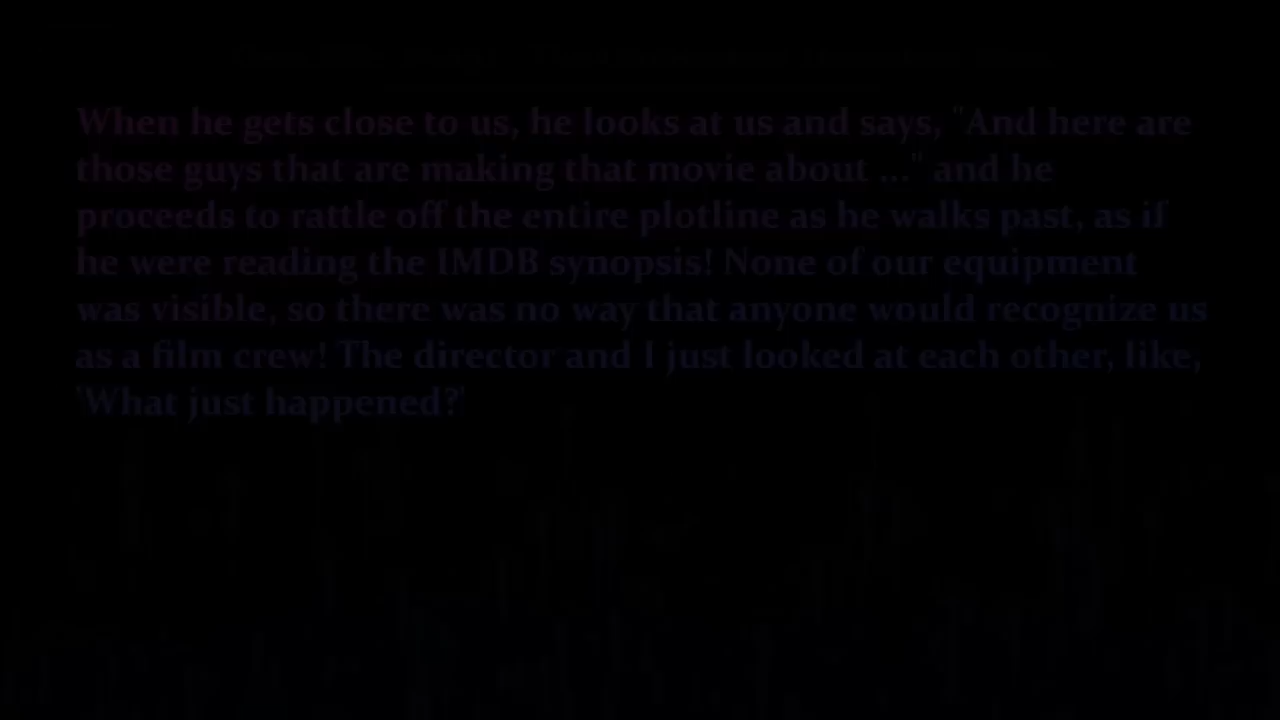 When he gets close to us, he looks at us and says, "And here are
those guys that are making that movie about ..." and he
proceeds to rattle off the entire plotline as he walks past, as if
he were reading the IMDB synopsis! None of our equipment
was visible, so there was no way that anyone would recognize us
as a film crew! The director and I just looked at each other, like,
'What just happened?'